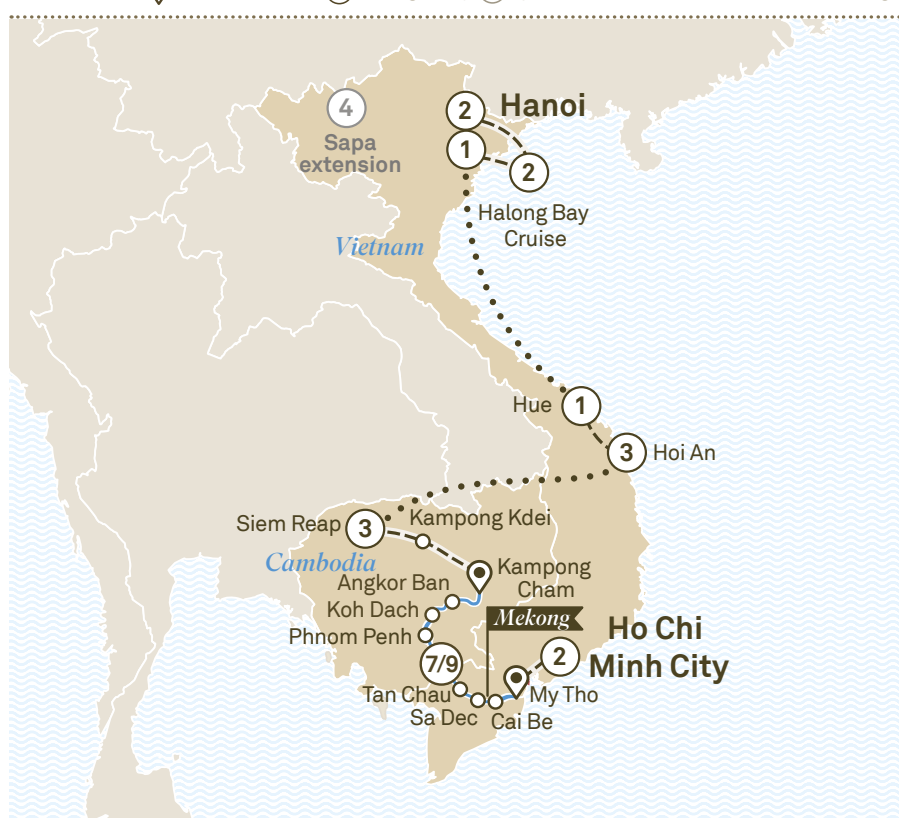 2
Hanoi
4
1
Sapa
extension
2
Halong Bay
Cruise
Vietnam
Hue
1
3
Hoi An
Siem Reap
3
Kampong Kdei
Cambodia
Kampong
Cham
Angkor Ban
Koh Dach
Mekong
Phnom Penh
Ho Chi
Minh City
7/9
2
Tan Chau
My Tho
Sa Dec
Cai Be